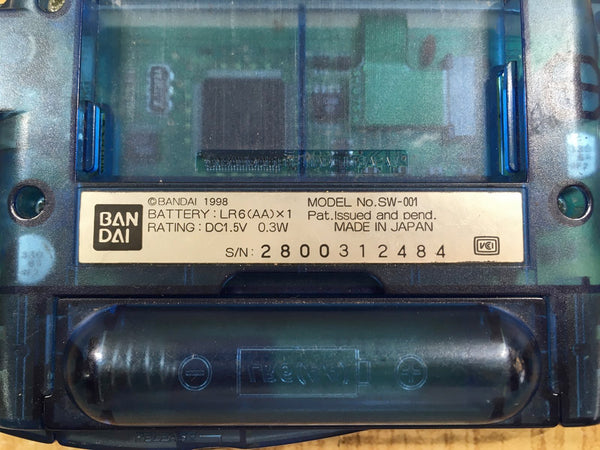 BAN
DAI
©BANDAI 1998
BATTERY : LR6(AA)×1
RATING : DC1.5V 0.3W
MODEL No.SW-001
Pat.Issued and pend.
MADE IN JAPAN
S/N: 2800312484
VCI